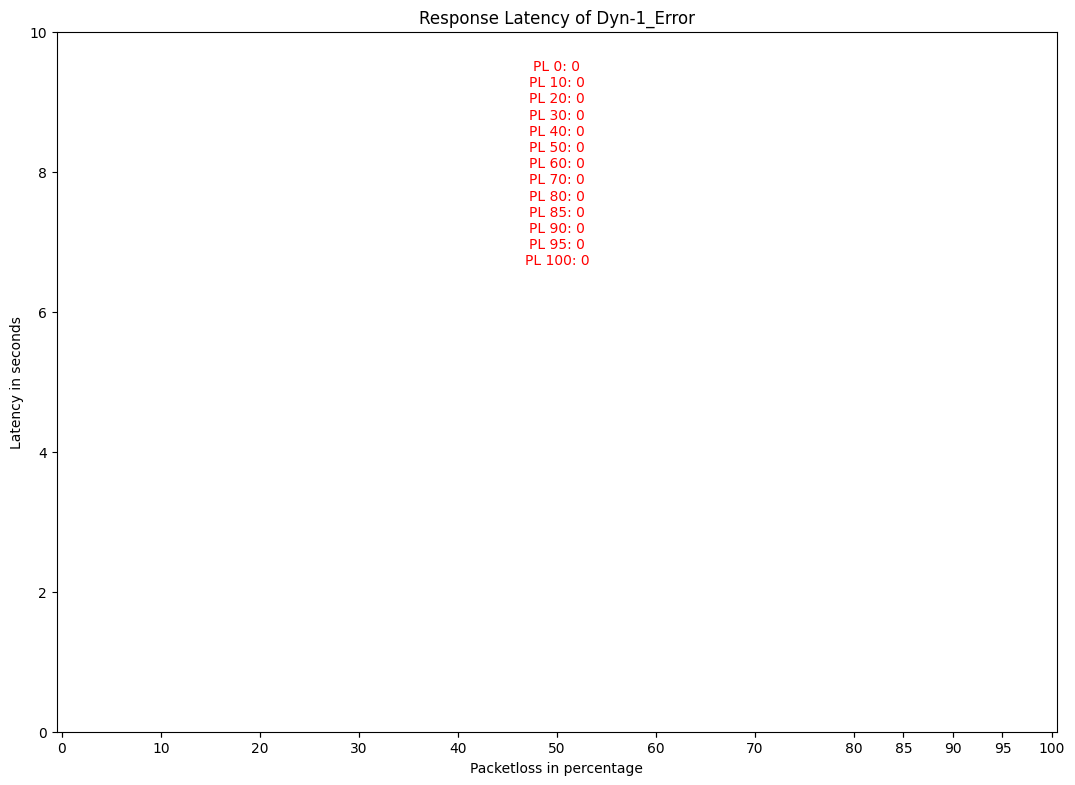 Response Latency of Dyn-1_Error
10
PL 0: 0
PL 10: 0
PL 20: 0
PL 30: 0
PL 40: 0
PL 50: 0
PL 60: 0
PL 70: 0
PL 80: 0
PL 85: 0
PL 90: 0
PL 95: 0
PL 100: 0
8
6
4
2
0
Latency in seconds
0 10 20 30 40 50 60 70 80 85 90 95 100
Packetloss in percentage